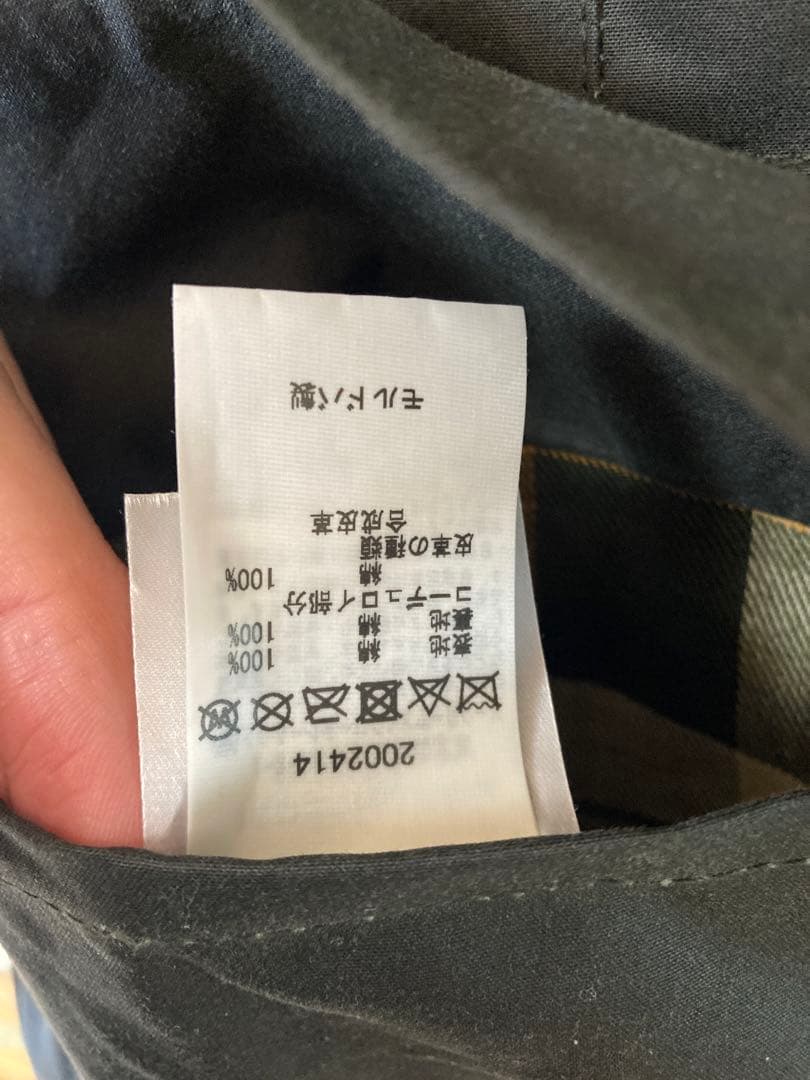 2002414
表地 綿 100%
裏地 綿 100%
コーデュロイ部分
綿 100%
皮革の種類
合成皮革
モルドバ製